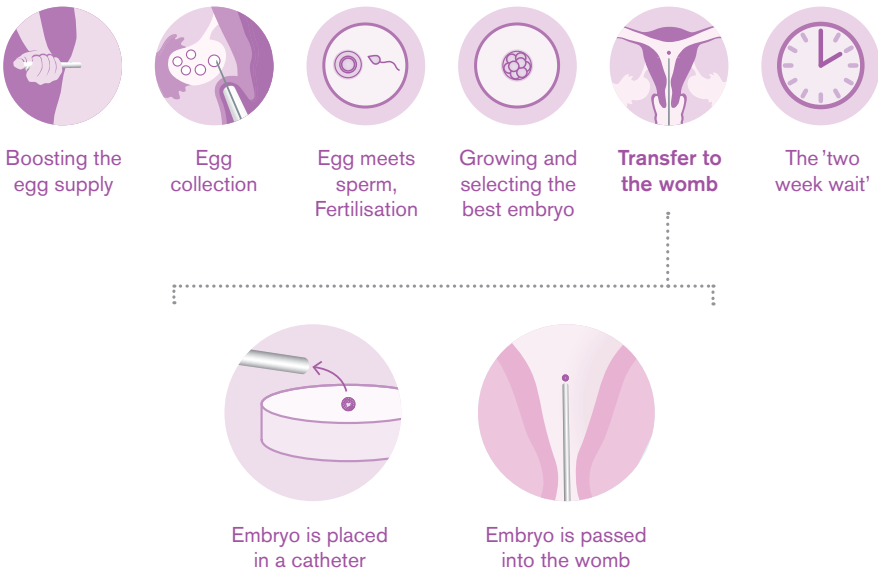 Boosting the
egg supply
Egg
collection
Egg meets
sperm,
Fertilisation
Growing and
selecting the
best embryo
Transfer to
the womb
The 'two
week wait'
Embryo is placed
in a catheter
Embryo is passed
into the womb